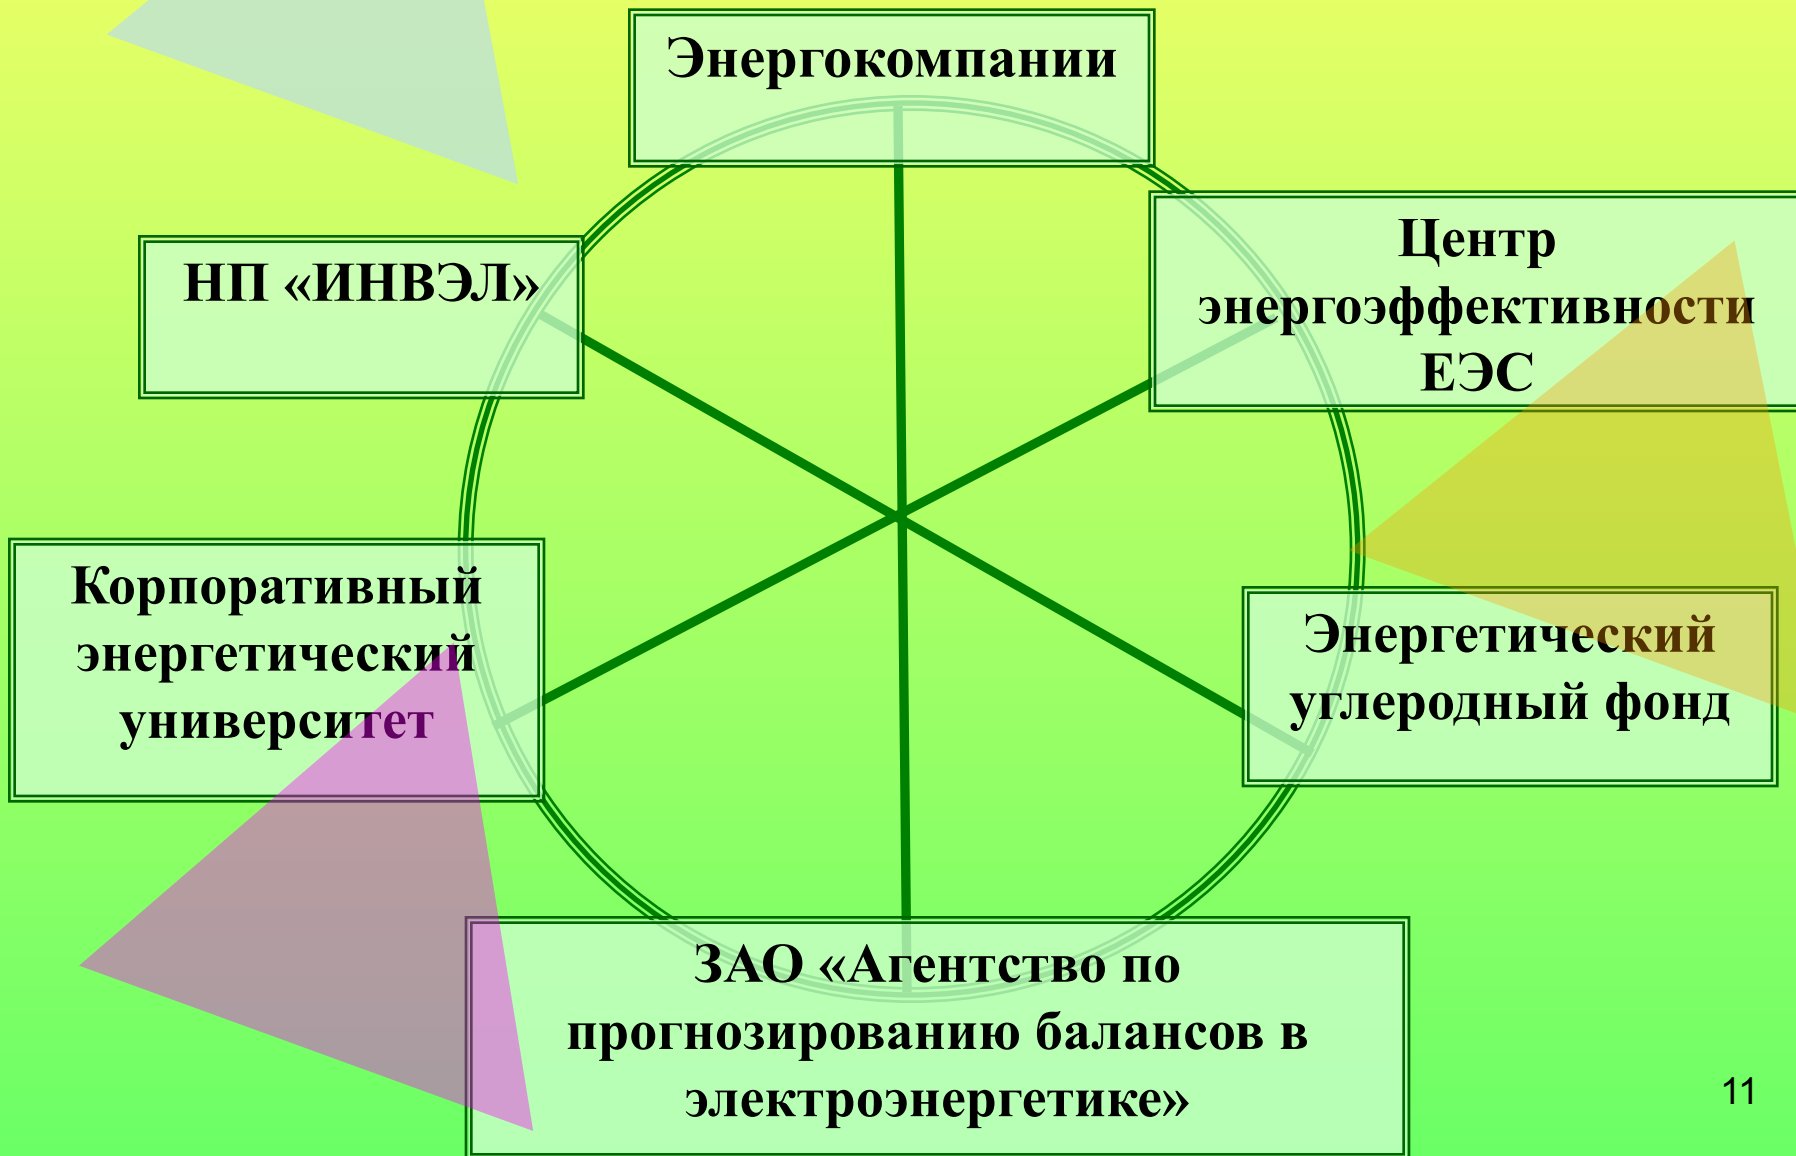 Энергокомпании
НП «ИНВЭЛ»
Центр
энергоэффективности
ЕЭС
Корпоративный
энергетический
университет
Энергетический
углеродный фонд
ЗАО «Агентство по
прогнозированию балансов в
электроэнергетике»
11